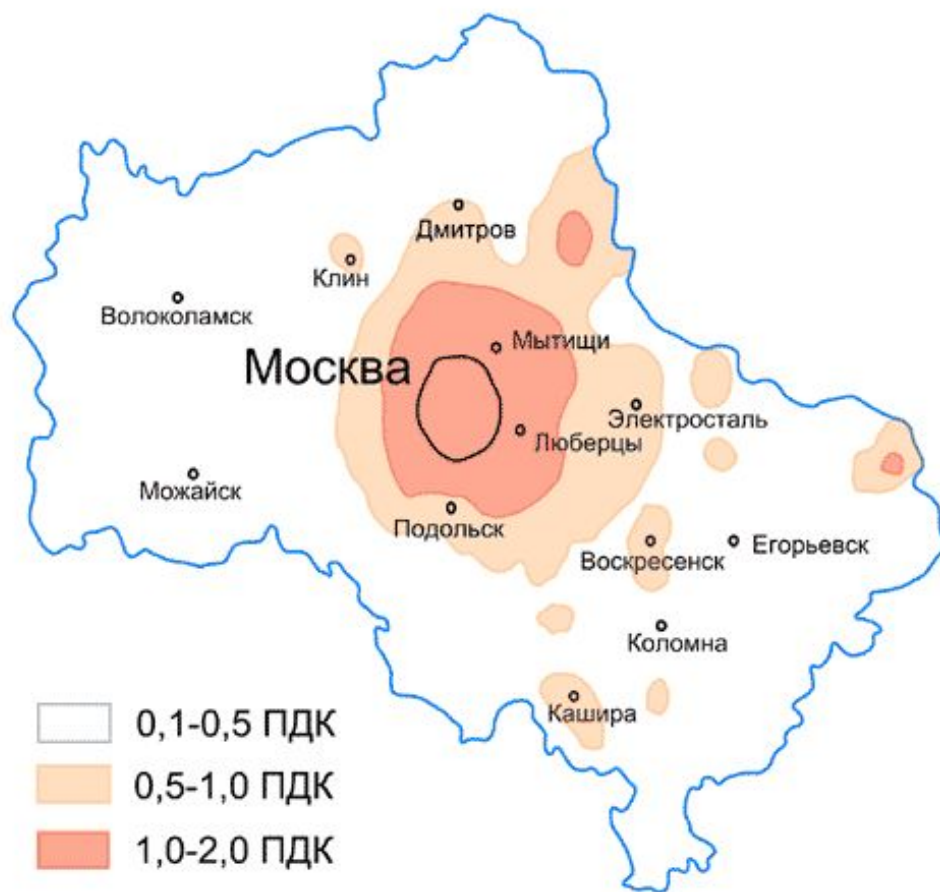 Дмитров
Клин
Волоколамск
Мытищи
Москва
Электросталь
Люберцы
Можайск
Подольск
Воскресенск
Егорьевск
Коломна
Кашира
0,1-0,5 ПДК
0,5-1,0 ПДК
1,0-2,0 ПДК